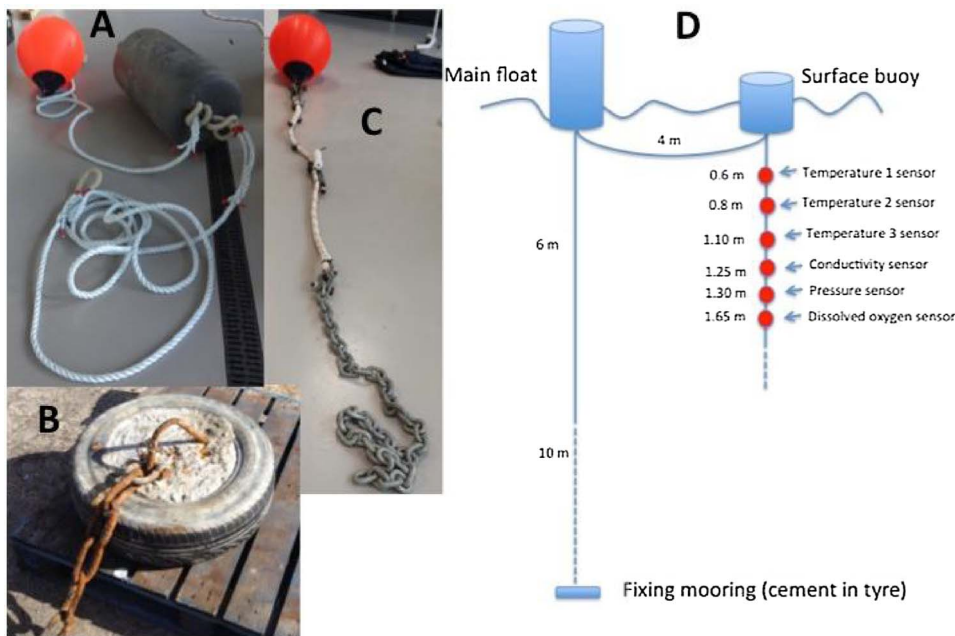 A
C
D
Main float
Surface buoy
4 m
0.6 m
Temperature 1 sensor
0.8 m
Temperature 2 sensor
6 m
1.10 m
Temperature 3 sensor
1.25 m
Conductivity sensor
1.30 m
Pressure sensor
1.65 m
Dissolved oxygen sensor
B
10 m
Fixing mooring (cement in tyre)